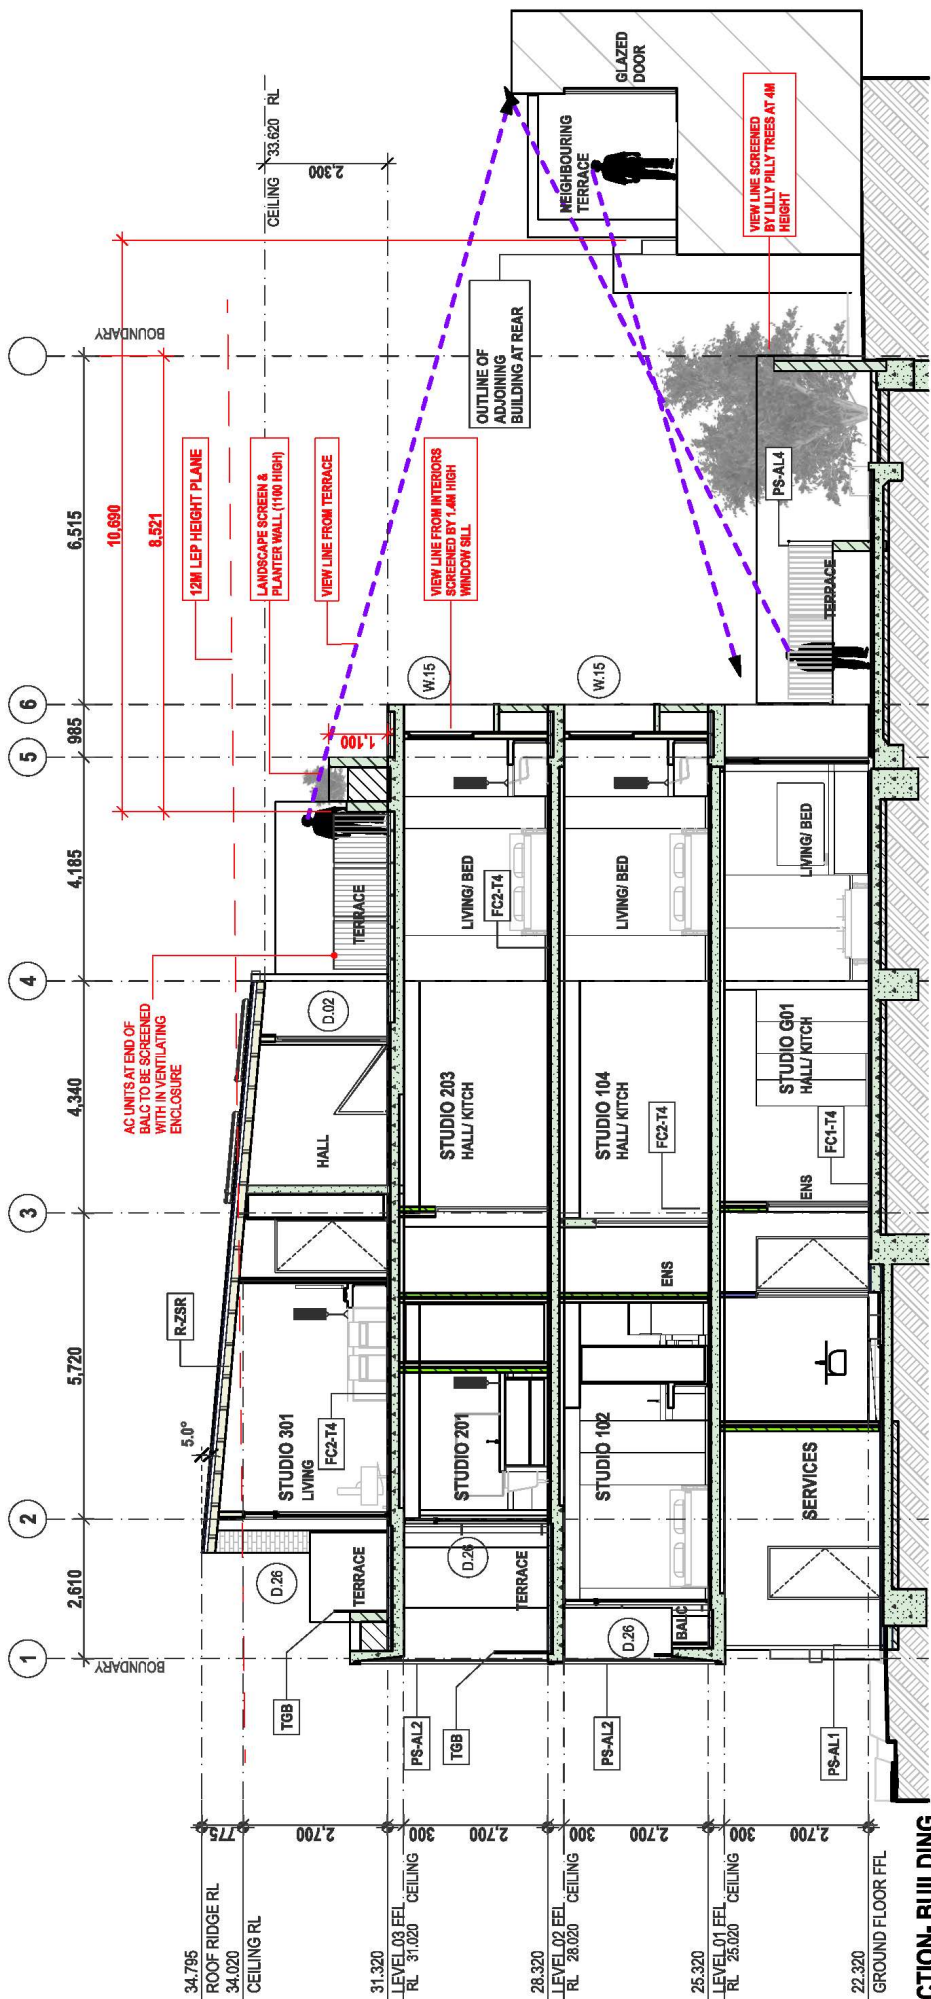 1
2
3
4
5
6
2,610
5,720
4,340
4,185
985
6,515
10,690
8,521
BOUNDARY
BOUNDARY
34.795
ROOF RIDGE RL
34.020
CEILING RL
31.320
LEVEL 03 FFL
RL 31.020 CEILING
28.320
LEVEL 02 FFL
RL 28.020 CEILING
25.320
LEVEL 01 FFL
RL 25.020 CEILING
22.320
GROUND FLOOR FFL
775
2,700
300
2,700
300
2,700
300
2,700
5.0°
R-ZSR
AC UNITS AT END OF
BALC TO BE SCREENED
WITH IN VENTILATING
ENCLOSURE
12M LEP HEIGHT PLANE
LANDSCAPE SCREEN &
PLANTER WALL (1100 HIGH)
VIEW LINE FROM TERRACE
VIEW LINE FROM INTERIORS
SCREENED BY 1.4M HIGH
WINDOW SILL
CEILING 33.620 RL
2,300
1,100
TGB
D.26
TERRACE
STUDIO 301
LIVING
FC2-T4
HALL
D.02
TERRACE
PS-AL2
TGB
D.26
TERRACE
STUDIO 201
STUDIO 203
HALL/ KITCH
LIVING/ BED
FC2-T4
W.15
PS-AL2
D.26
BALC
STUDIO 102
ENS
FC2-T4
STUDIO 104
HALL/ KITCH
LIVING/ BED
W.15
PS-AL1
SERVICES
ENS
FC1-T4
STUDIO G01
HALL/ KITCH
LIVING/ BED
TERRACE
PS-AL4
OUTLINE OF
ADJOINING
BUILDING AT REAR
NEIGHBOURING
TERRACE
GLAZED
DOOR
VIEW LINE SCREENED
BY LILLY PILLY TREES AT 4M
HEIGHT
CTION- BUILDING